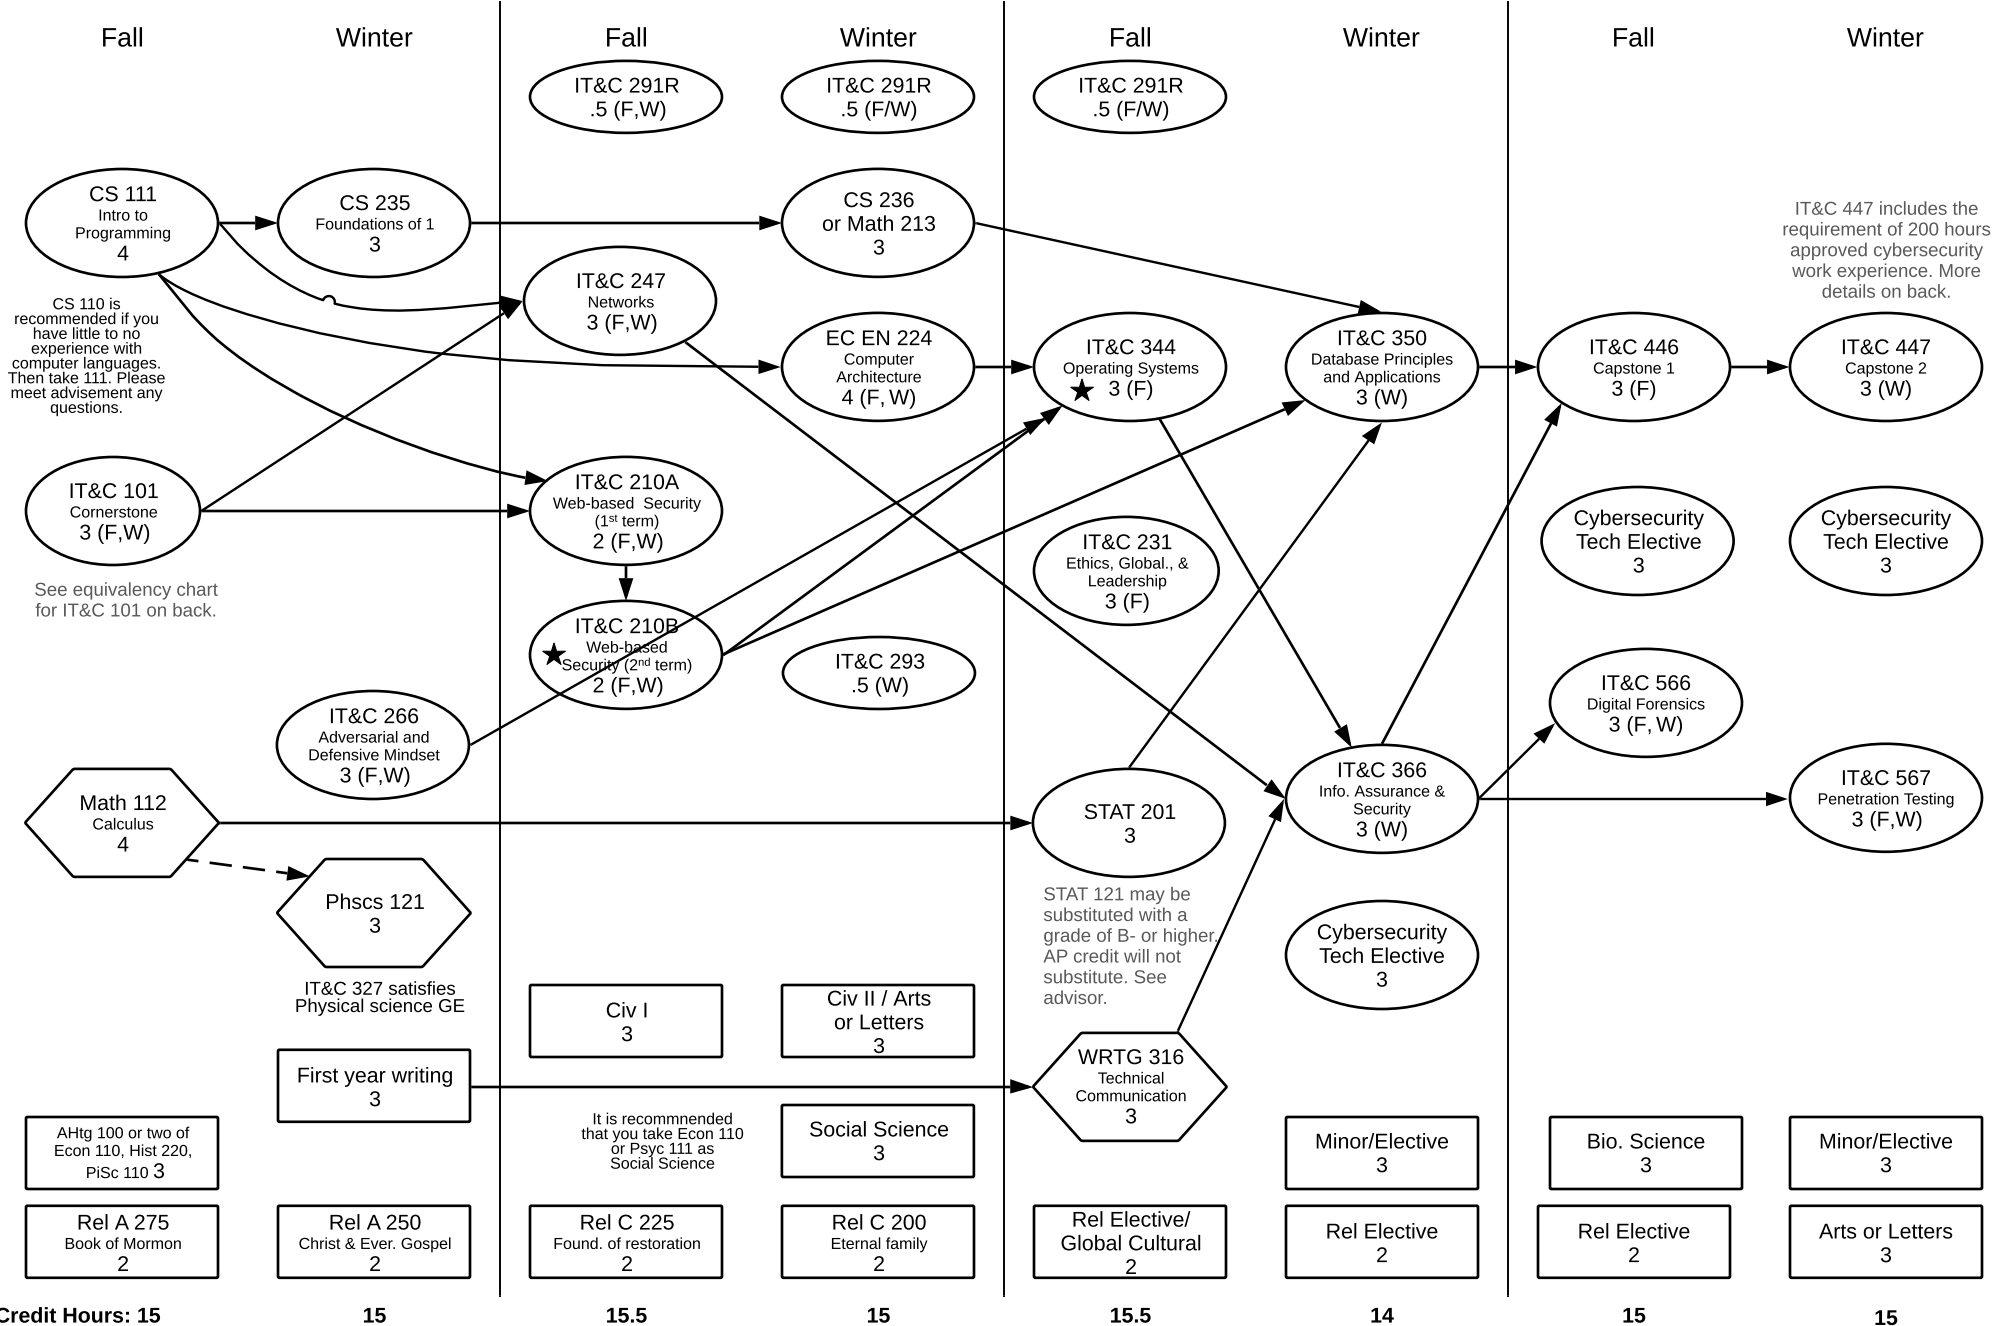 Fall
Winter
Fall
Winter
Fall
Winter
Fall
Winter
IT&C 291R
.5 (F,W)
IT&C 291R
.5 (F/W)
IT&C 291R
.5 (F/W)
CS 111
Intro to
Programming
4
CS 235
Foundations of 1
3
CS 236
or Math 213
3
IT&C 447 includes the
requirement of 200 hours
approved cybersecurity
work experience. More
details on back.
IT&C 247
Networks
3 (F,W)
CS 110 is
recommended if you
have little to no
experience with
computer languages.
Then take 111. Please
meet advisement any
questions.
EC EN 224
Computer
Architecture
4 (F, W)
IT&C 344
Operating Systems
3 (F)
IT&C 350
Database Principles
and Applications
3 (W)
IT&C 446
Capstone 1
3 (F)
IT&C 447
Capstone 2
3 (W)
IT&C 101
Cornerstone
3 (F,W)
See equivalency chart
for IT&C 101 on back.
IT&C 210A
Web-based Security
(1st term)
2 (F,W)
IT&C 231
Ethics, Global., &
Leadership
3 (F)
Cybersecurity
Tech Elective
3
Cybersecurity
Tech Elective
3
IT&C 210B
Web-based
Security (2nd term)
2 (F,W)
IT&C 293
.5 (W)
IT&C 566
Digital Forensics
3 (F, W)
IT&C 266
Adversarial and
Defensive Mindset
3 (F,W)
Math 112
Calculus
4
STAT 201
3
IT&C 366
Info. Assurance &
Security
3 (W)
IT&C 567
Penetration Testing
3 (F,W)
Phscs 121
3
IT&C 327 satisfies
Physical science GE
STAT 121 may be
substituted with a
grade of B- or higher.
AP credit will not
substitute. See
advisor.
Cybersecurity
Tech Elective
3
Civ I
3
Civ II / Arts
or Letters
3
First year writing
3
WRTG 316
Technical
Communication
3
It is recommnended
that you take Econ 110
or Psyc 111 as
Social Science
Social Science
3
AHtg 100 or two of
Econ 110, Hist 220,
PiSc 110 3
Minor/Elective
3
Bio. Science
3
Minor/Elective
3
Rel A 275
Book of Mormon
2
Rel A 250
Christ & Ever. Gospel
2
Rel C 225
Found. of restoration
2
Rel C 200
Eternal family
2
Rel Elective/
Global Cultural
2
Rel Elective
2
Rel Elective
2
Arts or Letters
3
Credit Hours: 15
15
15.5
15
15.5
14
15
15